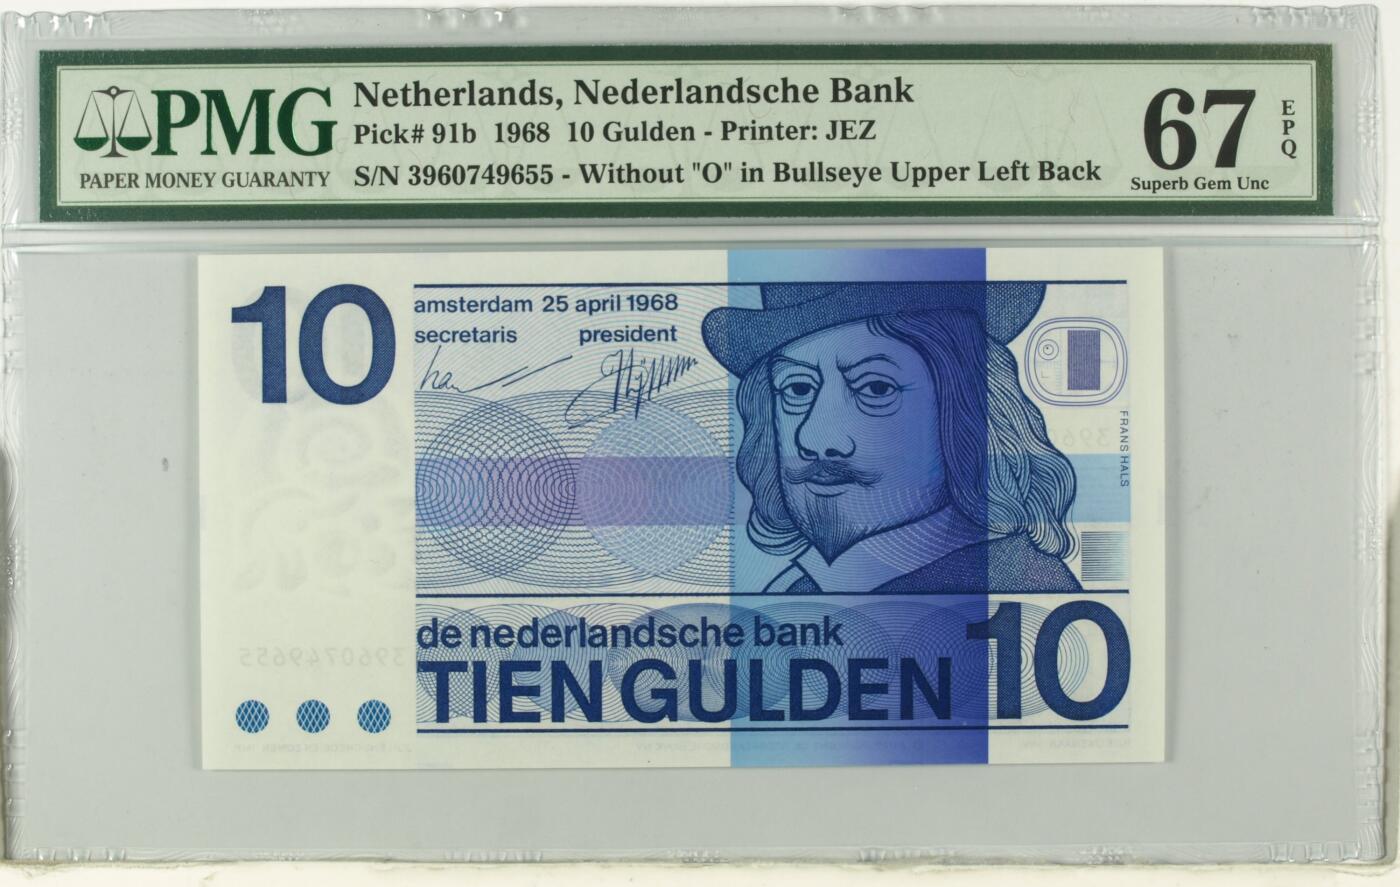 PMG
PAPER MONEY GUARANTY
Netherlands, Nederlandsche Bank
Pick# 91b 1968 10 Gulden - Printer: JEZ
S/N 3960749655 - Without "O" in Bullseye Upper Left Back
67
EPQ
Superb Gem Unc
10
amsterdam 25 april 1968
secretaris president
FRANS HALS
de nederlandsche bank
TIEN GULDEN
10
3960749655